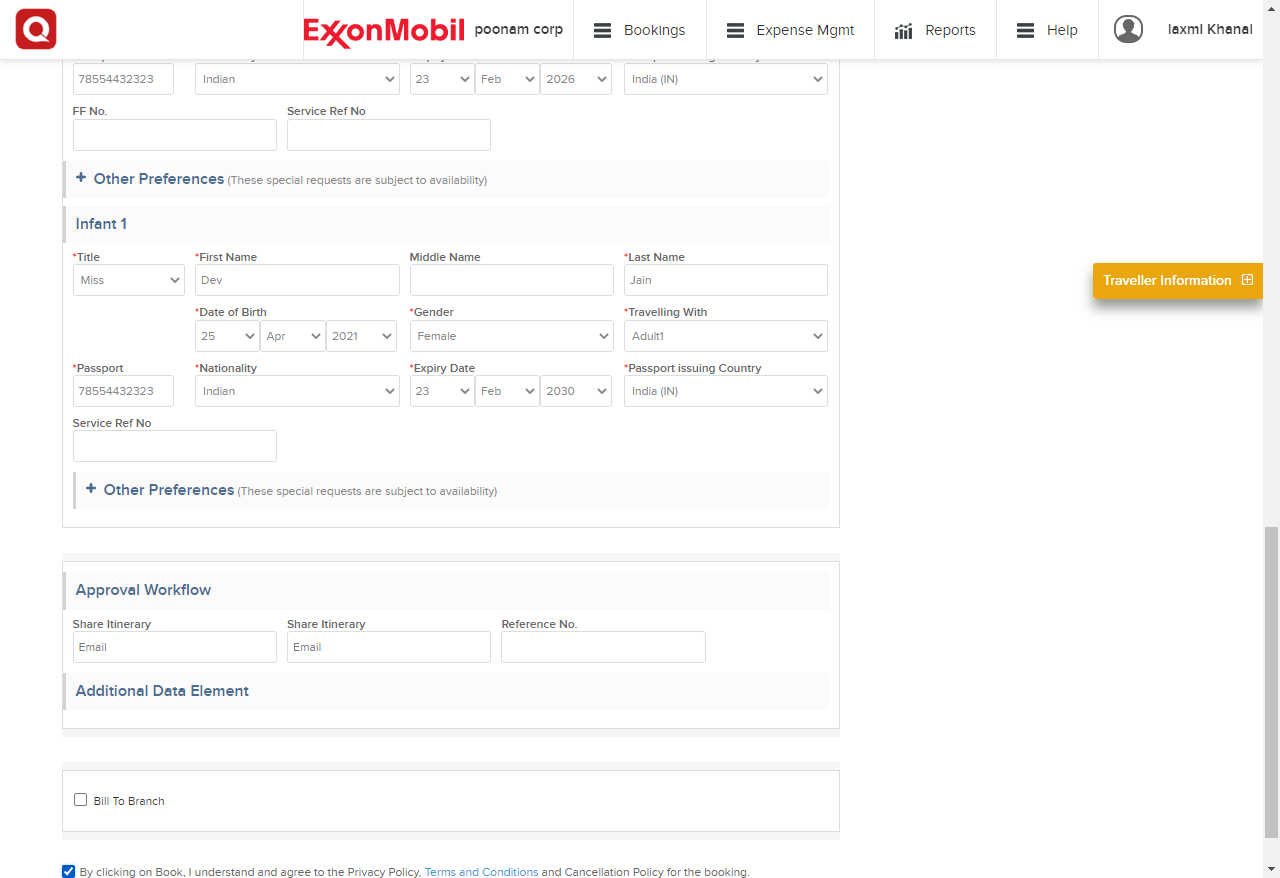 Q ExxonMobil poonam corp Bookings Expense Mgmt Reports Help laxmi Khanal
78554432323 Indian 23 Feb 2026 India (IN)
FF No. Service Ref No
+ Other Preferences (These special requests are subject to availability)
Infant 1
*Title *First Name Middle Name *Last Name
Miss Dev Jain
Traveller Information
*Date of Birth *Gender *Travelling With
25 Apr 2021 Female Adult1
*Passport *Nationality *Expiry Date *Passport issuing Country
78554432323 Indian 23 Feb 2030 India (IN)
Service Ref No
+ Other Preferences (These special requests are subject to availability)
Approval Workflow
Share Itinerary Share Itinerary Reference No.
Email Email
Additional Data Element
Bill To Branch
By clicking on Book, I understand and agree to the Privacy Policy, Terms and Conditions and Cancellation Policy for the booking.